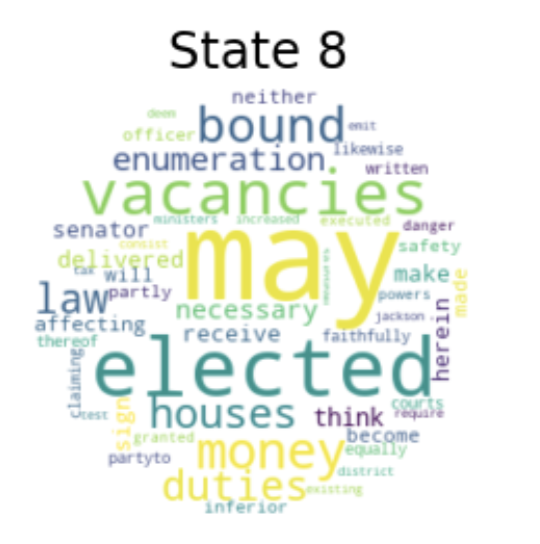 State 8
neither
deem
bound
emit
officer
likewise
enumeration.
written
vacancies
ministers
increased
executed
danger
senator
may
consist
safety
delivered
tax
will
measures
make
made
law
partly
necessary
powers
jackson
affecting
receive
faithfully
herein
thereof
claiming
elected
courts
test
sign
houses
think
require
granted
money
become
equally
partyto
duties
district
existing
inferior